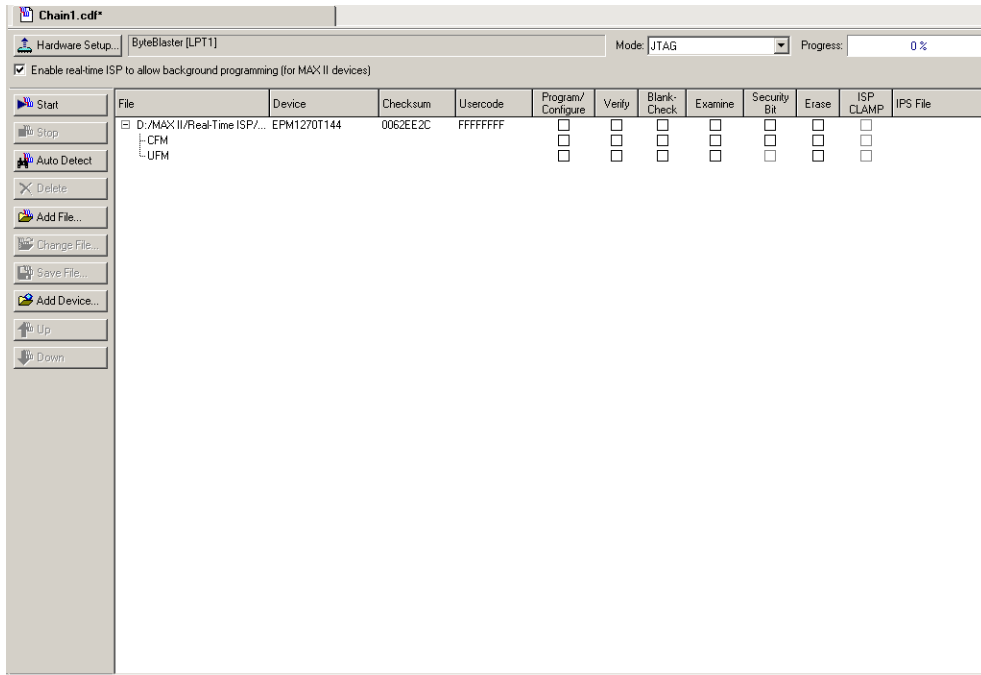 Chain1.cdf*
Hardware Setup... ByteBlaster [LPT1] Mode: JTAG Progress: 0 %
Enable real-time ISP to allow background programming (for MAX II devices)
Start
Stop
Auto Detect
Delete
Add File...
Change File...
Save File...
Add Device...
Up
Down
File Device Checksum Usercode Program/ Configure Verify Blank- Check Examine Security Bit Erase ISP CLAMP IPS File
D:/MAX II/Real-Time ISP/... EPM1270T144 0062EE2C FFFFFFFF
CFM
UFM